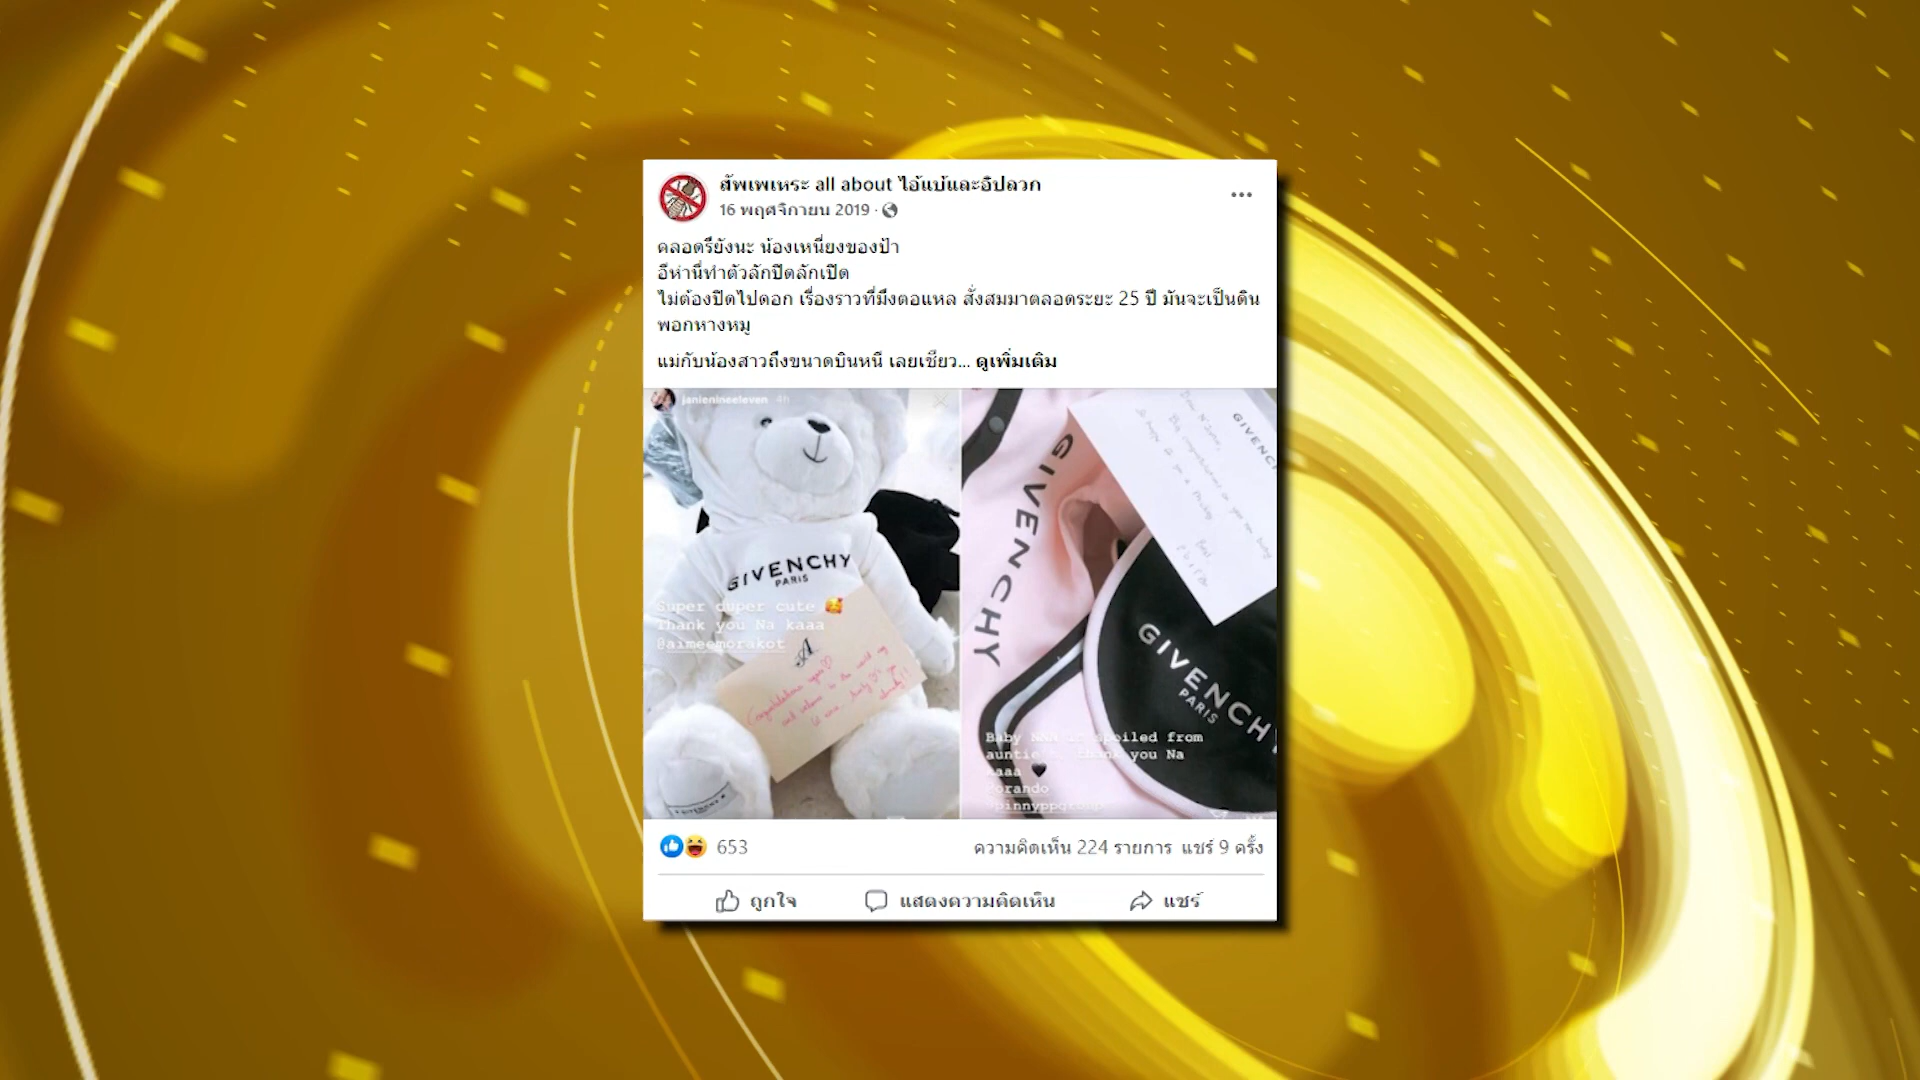 สัพเพเหระ all about ไอ้แบ้และอิปลวก
16 พฤศจิกายน 2019
คลอดรึยังนะ น้องเหนี่ยงของป้า
อีห่านี่ทำตัวลักปิดลักเปิด
ไม่ต้องปิดไปดอก เรื่องราวที่มึงตอแหล สั่งสมมาตลอดระยะ 25 ปี มันจะเป็นดิน
พอกหางหมู
แม่กับน้องสาวถึงขนาดบินหนี เลยเชียว... ดูเพิ่มเติม
janienineeleven 4h
GIVENCHY
PARIS
Super duper cute
Thank you Na kaaa
@aimeemorakot
A
GIVENCHY
GIVENCHY
GIVENCHY
PARIS
Baby spoiled from
auntie thank you Na
kaaa
653
ความคิดเห็น 224 รายการ แชร์ 9 ครั้ง
ถูกใจ
แสดงความคิดเห็น
แชร์